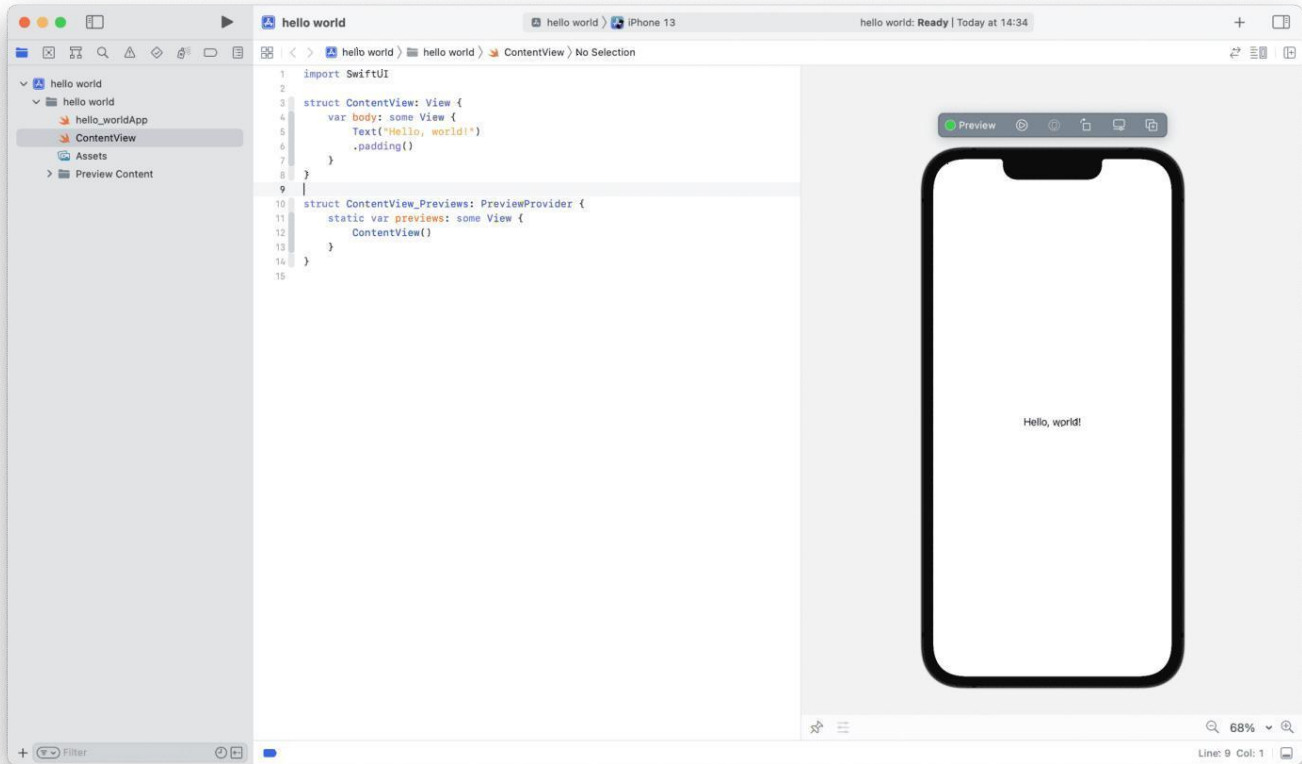 hello world
hello world 〉 iPhone 13
hello world: Ready | Today at 14:34
hello world 〉 hello world 〉 ContentView 〉 No Selection
hello world
hello world
hello_worldApp
ContentView
Assets
Preview Content
1 import SwiftUI
2
3 struct ContentView: View {
4     var body: some View {
5         Text("Hello, world!")
6         .padding()
7     }
8 }
9
10 struct ContentView_Previews: PreviewProvider {
11     static var previews: some View {
12         ContentView()
13     }
14 }
15
Preview
Hello, world!
68%
Filter
Line: 9 Col: 1